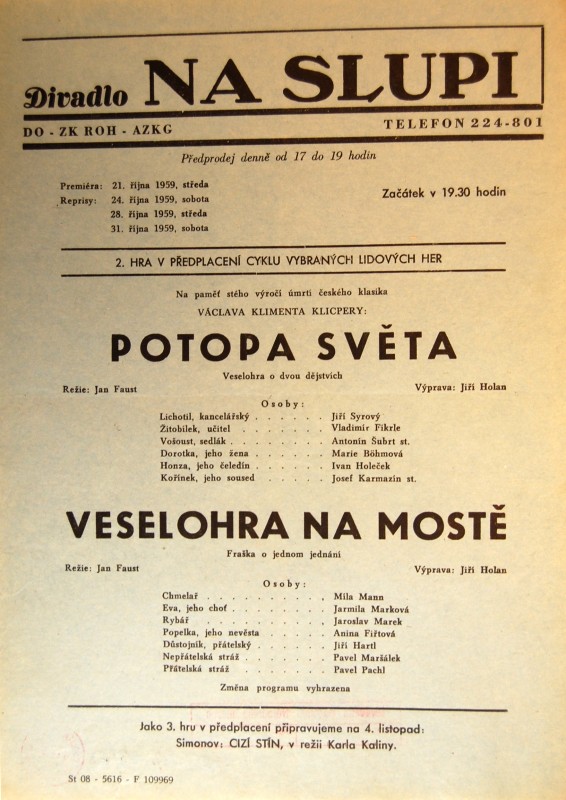 Divadlo NA SLUPI
DO - ZK ROH - AZKG TELEFON 224-801
Předprodej denně od 17 do 19 hodin
Premiéra: 21. října 1959, středa
Reprisy: 24. října 1959, sobota
28. října 1959, středa
31. října 1959, sobota
Začátek v 19.30 hodin
2. HRA V PŘEDPLACENÍ CYKLU VYBRANÝCH LIDOVÝCH HER
Na paměť stého výročí úmrti českého klasika
VÁCLAVA KLIMENTA KLICPERY:
POTOPA SVĚTA
Veselohra o dvou dějstvích
Režie: Jan Faust Výprava: Jiří Holan
Osoby:
Lichotil, kancelářský . . . . . . Jiří Syrový
Žitobílek, učitel . . . . . . . Vladimír Fikrle
Vošoust, sedlák . . . . . . . . Antonín Šubrt st.
Dorotka, jeho žena . . . . . . Marie Böhmová
Honza, jeho čeledín . . . . . . Ivan Holeček
Kořínek, jeho soused . . . . . Josef Karmazín st.
VESELOHRA NA MOSTĚ
Fraška o jednom jednání
Režie: Jan Faust Výprava: Jiří Holan
Osoby:
Chmelař . . . . . . . . . Míla Mann
Eva, jeho choť . . . . . . . Jarmila Marková
Rybář . . . . . . . . . . Jaroslav Marek
Popelka, jeho nevěsta . . . . . Anina Fiřtová
Důstojník, přátelský . . . . . Jiří Hartl
Nepřátelská stráž . . . . . . Pavel Maršálek
Přátelská stráž . . . . . . . Pavel Pachl
Změna programu vyhrazena
Jako 3. hru v předplacení připravujeme na 4. listopad:
Simonov: CIZÍ STÍN, v režii Karla Kaliny.
St 08 - 5616 - F 109969